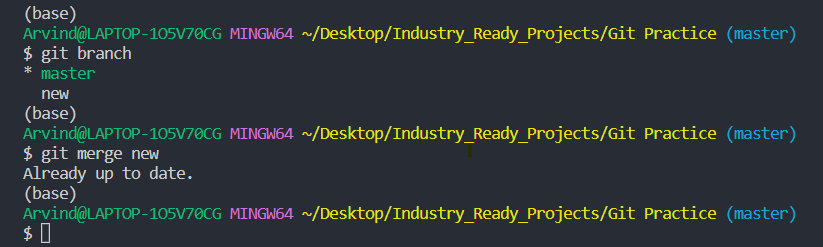 (base)
Arvind@LAPTOP-1O5V70CG MINGW64 ~/Desktop/Industry_Ready_Projects/Git Practice (master)
$ git branch
* master
  new
(base)
Arvind@LAPTOP-1O5V70CG MINGW64 ~/Desktop/Industry_Ready_Projects/Git Practice (master)
$ git merge new
Already up to date.
(base)
Arvind@LAPTOP-1O5V70CG MINGW64 ~/Desktop/Industry_Ready_Projects/Git Practice (master)
$